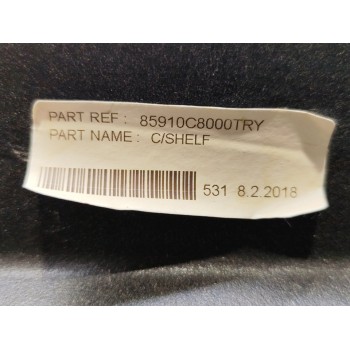 PART REF : 85910C8000TRY
PART NAME : C/SHELF
531 8.2.2018